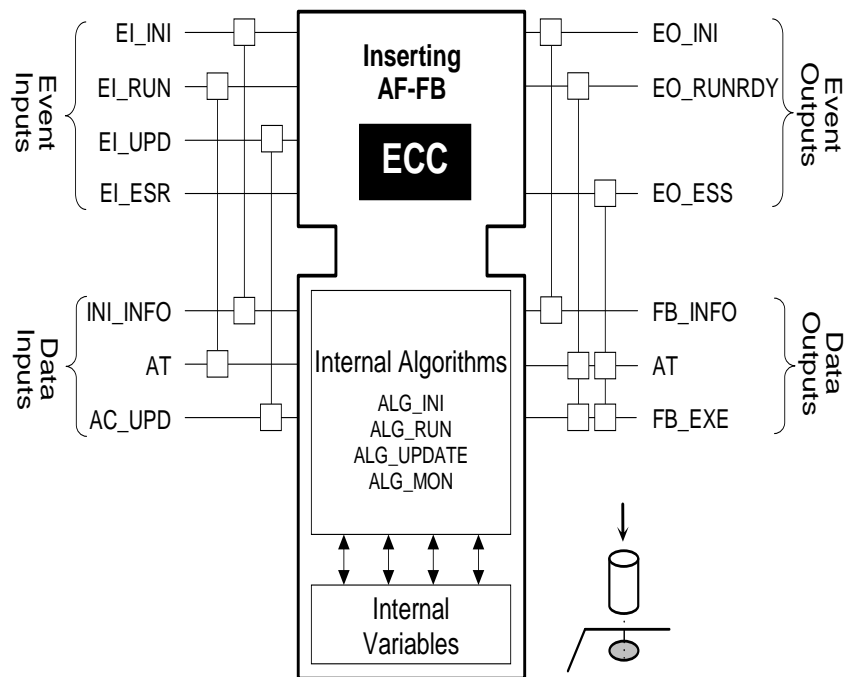 Event
Inputs
EI_INI
EI_RUN
EI_UPD
EI_ESR
Inserting
AF-FB
ECC
EO_INI
EO_RUNRDY
EO_ESS
Event
Outputs
Data
Inputs
INI_INFO
AT
AC_UPD
Internal Algorithms
ALG_INI
ALG_RUN
ALG_UPDATE
ALG_MON
Internal
Variables
FB_INFO
AT
FB_EXE
Data
Outputs